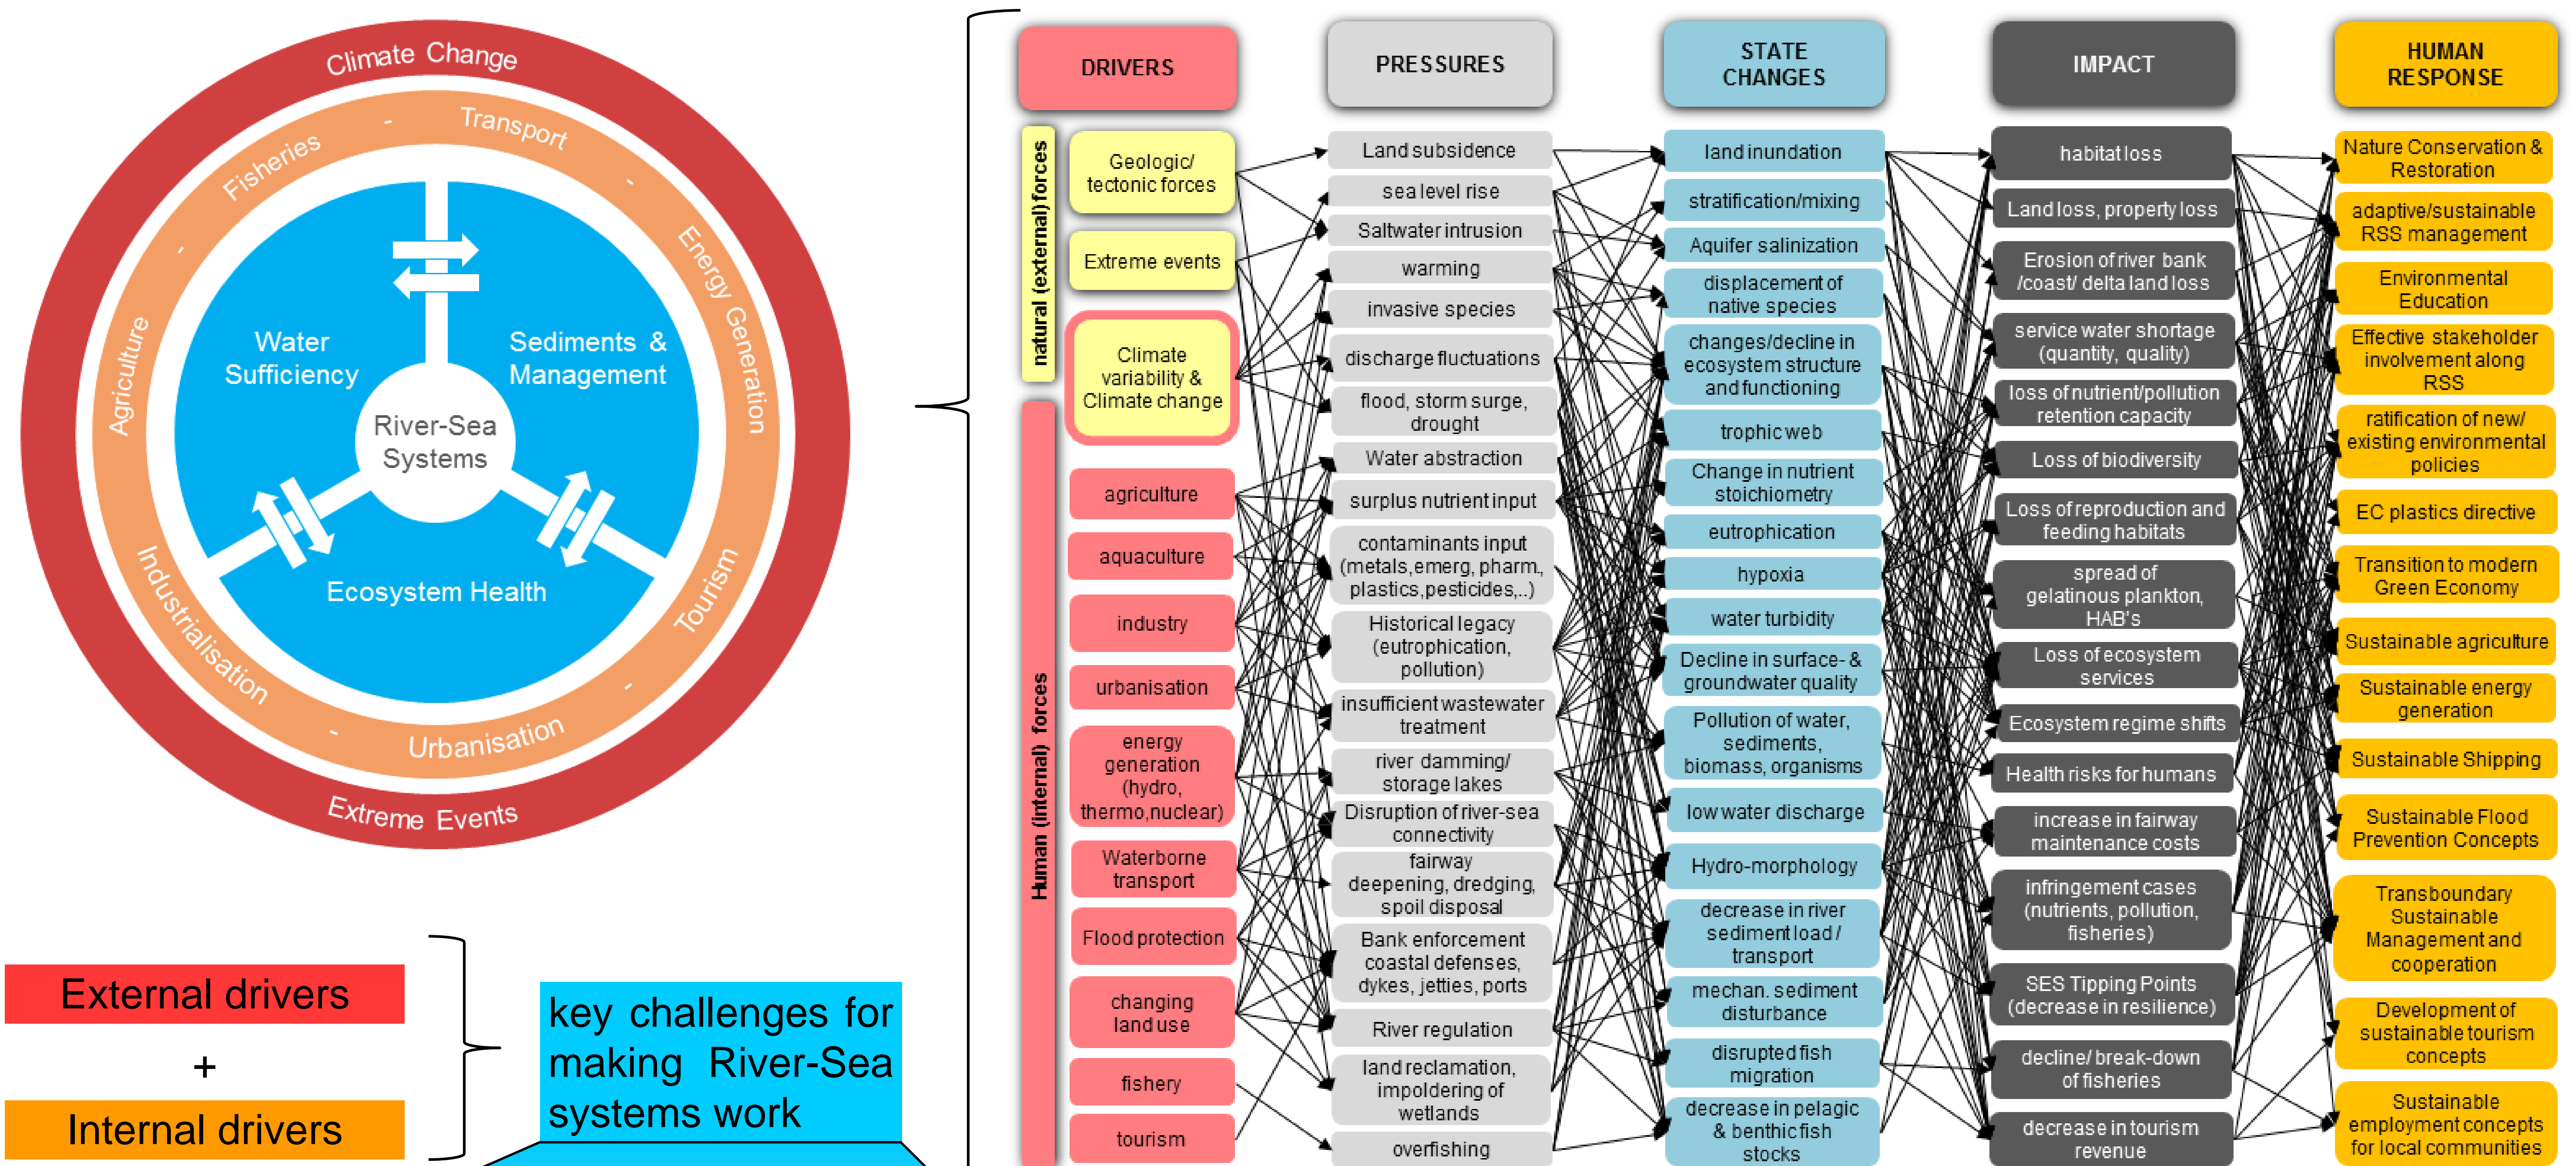 Climate Change
Fisheries - Transport - Energy Generation
Agriculture -
Water
Sufficiency
Sediments &
Management
River-Sea
Systems
Ecosystem Health
Industrialisation - Urbanisation - Tourism
Extreme Events
External drivers
+
Internal drivers
key challenges for
making River-Sea
systems work
DRIVERS
natural (external) forces
Geologic/
tectonic forces
Extreme events
Climate
variability &
Climate change
Human (internal) forces
agriculture
aquaculture
industry
urbanisation
energy
generation
(hydro,
thermo,nuclear)
Waterborne
transport
Flood protection
changing
land use
fishery
tourism
PRESSURES
Land subsidence
sea level rise
Saltwater intrusion
warming
invasive species
discharge fluctuations
flood, storm surge,
drought
Water abstraction
surplus nutrient input
contaminants input
(metals,emerg, pharm.,
plastics,pesticides,..)
Historical legacy
(eutrophication,
pollution)
insufficient wastewater
treatment
river damming/
storage lakes
Disruption of river-sea
connectivity
fairway
deepening, dredging,
spoil disposal
Bank enforcement
coastal defenses,
dykes, jetties, ports
River regulation
land reclamation,
impoldering of
wetlands
overfishing
STATE
CHANGES
land inundation
stratification/mixing
Aquifer salinization
displacement of
native species
changes/decline in
ecosystem structure
and functioning
trophic web
Change in nutrient
stoichiometry
eutrophication
hypoxia
water turbidity
Decline in surface- &
groundwater quality
Pollution of water,
sediments,
biomass, organisms
low water discharge
Hydro-morphology
decrease in river
sediment load /
transport
mechan. sediment
disturbance
disrupted fish
migration
decrease in pelagic
& benthic fish
stocks
IMPACT
habitat loss
Land loss, property loss
Erosion of river bank
/coast/ delta land loss
service water shortage
(quantity, quality)
loss of nutrient/pollution
retention capacity
Loss of biodiversity
Loss of reproduction and
feeding habitats
spread of
gelatinous plankton,
HAB's
Loss of ecosystem
services
Ecosystem regime shifts
Health risks for humans
increase in fairway
maintenance costs
infringement cases
(nutrients, pollution,
fisheries)
SES Tipping Points
(decrease in resilience)
decline/ break-down
of fisheries
decrease in tourism
revenue
HUMAN
RESPONSE
Nature Conservation &
Restoration
adaptive/sustainable
RSS management
Environmental
Education
Effective stakeholder
involvement along
RSS
ratification of new/
existing environmental
policies
EC plastics directive
Transition to modern
Green Economy
Sustainable agriculture
Sustainable energy
generation
Sustainable Shipping
Sustainable Flood
Prevention Concepts
Transboundary
Sustainable
Management and
cooperation
Development of
sustainable tourism
concepts
Sustainable
employment concepts
for local communities